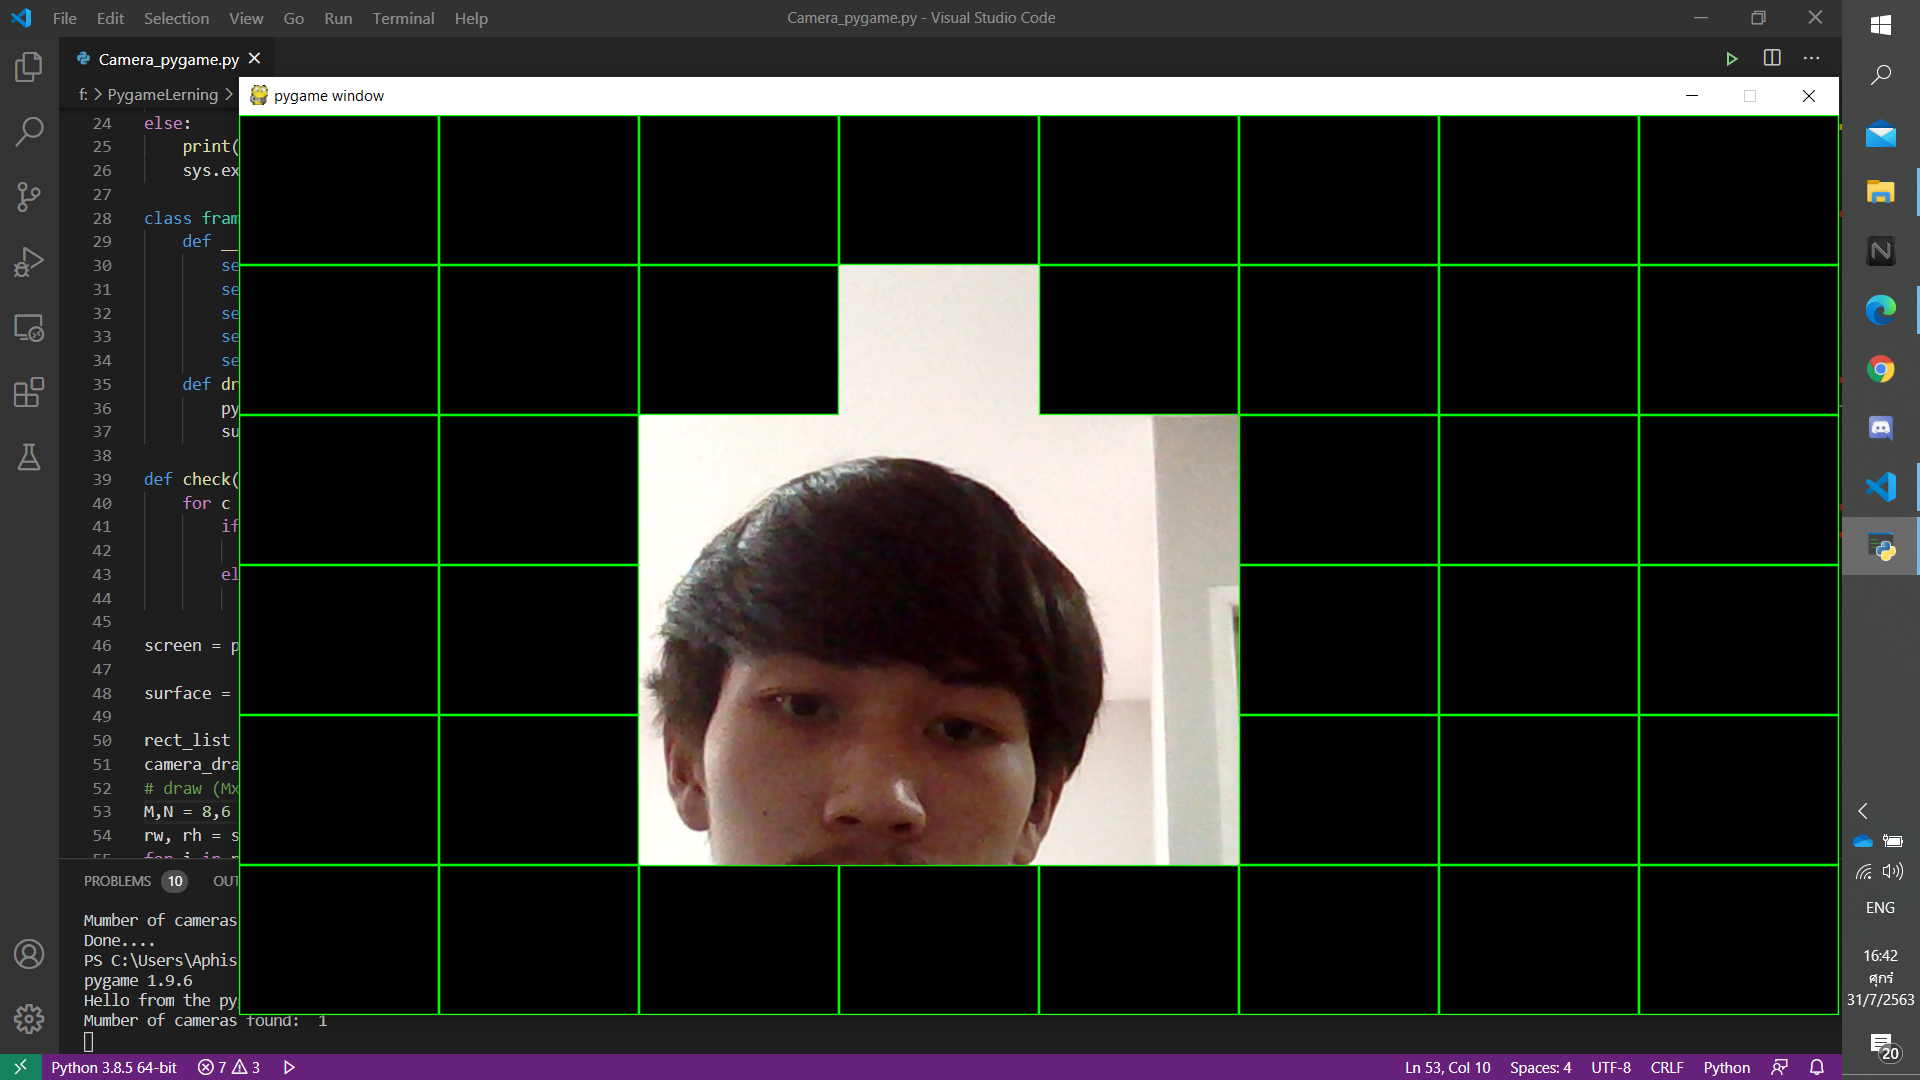 File Edit Selection View Go Run Terminal Help
Camera_pygame.py - Visual Studio Code
Camera_pygame.py
f: > PygameLerning >
pygame window
24 else:
25 print(
26 sys.ex
27
28 class fram
29 def __
30 se
31 se
32 se
33 se
34 se
35 def dr
36 py
37 su
38
39 def check(
40 for c
41 if
42
43 el
44
45
46 screen = p
47
48 surface =
49
50 rect_list
51 camera_dra
52 # draw (Mx
53 M,N = 8,6
54 rw, rh = s
PROBLEMS 10 OUT
Mumber of cameras
Done....
PS C:\Users\Aphis
pygame 1.9.6
Hello from the py
Mumber of cameras found: 1
Python 3.8.5 64-bit 7 3
Ln 53, Col 10 Spaces: 4 UTF-8 CRLF Python
ENG
16:42
ศุกร์
31/7/2563
20